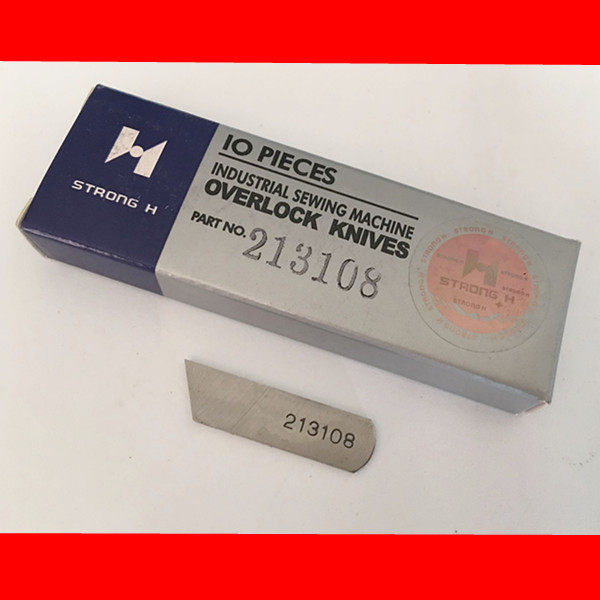 STRONG H
10 PIECES
INDUSTRIAL SEWING MACHINE
OVERLOCK KNIVES
PART NO. 213108
STRONG H
213108